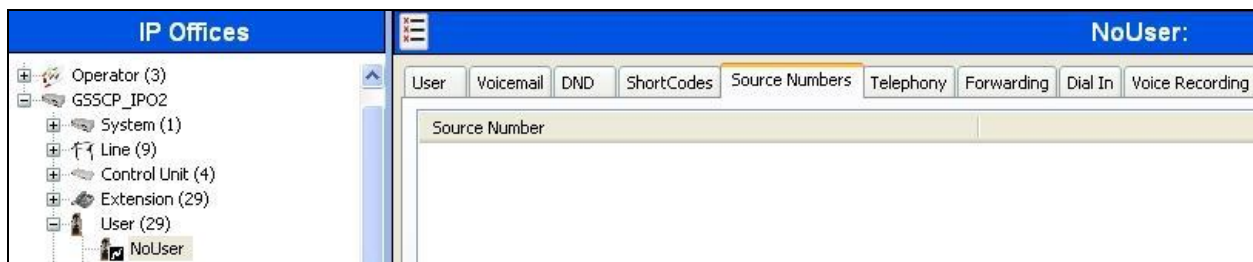 IP Offices
NoUser:
Operator (3)
GSSCP_IPO2
System (1)
Line (9)
Control Unit (4)
Extension (29)
User (29)
NoUser
User Voicemail DND ShortCodes Source Numbers Telephony Forwarding Dial In Voice Recording
Source Number